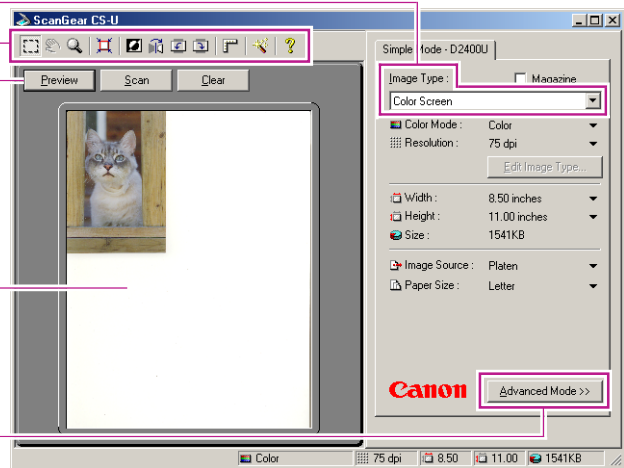 ScanGear CS-U
Simple Mode - D2400U
Preview
Scan
Clear
Image Type :
Magazine
Color Screen
Color Mode : Color
Resolution : 75 dpi
Edit Image Type...
Width : 8.50 inches
Height : 11.00 inches
Size : 1541KB
Image Source : Platen
Paper Size : Letter
Canon
Advanced Mode >>
Color 75 dpi 8.50 11.00 1541KB